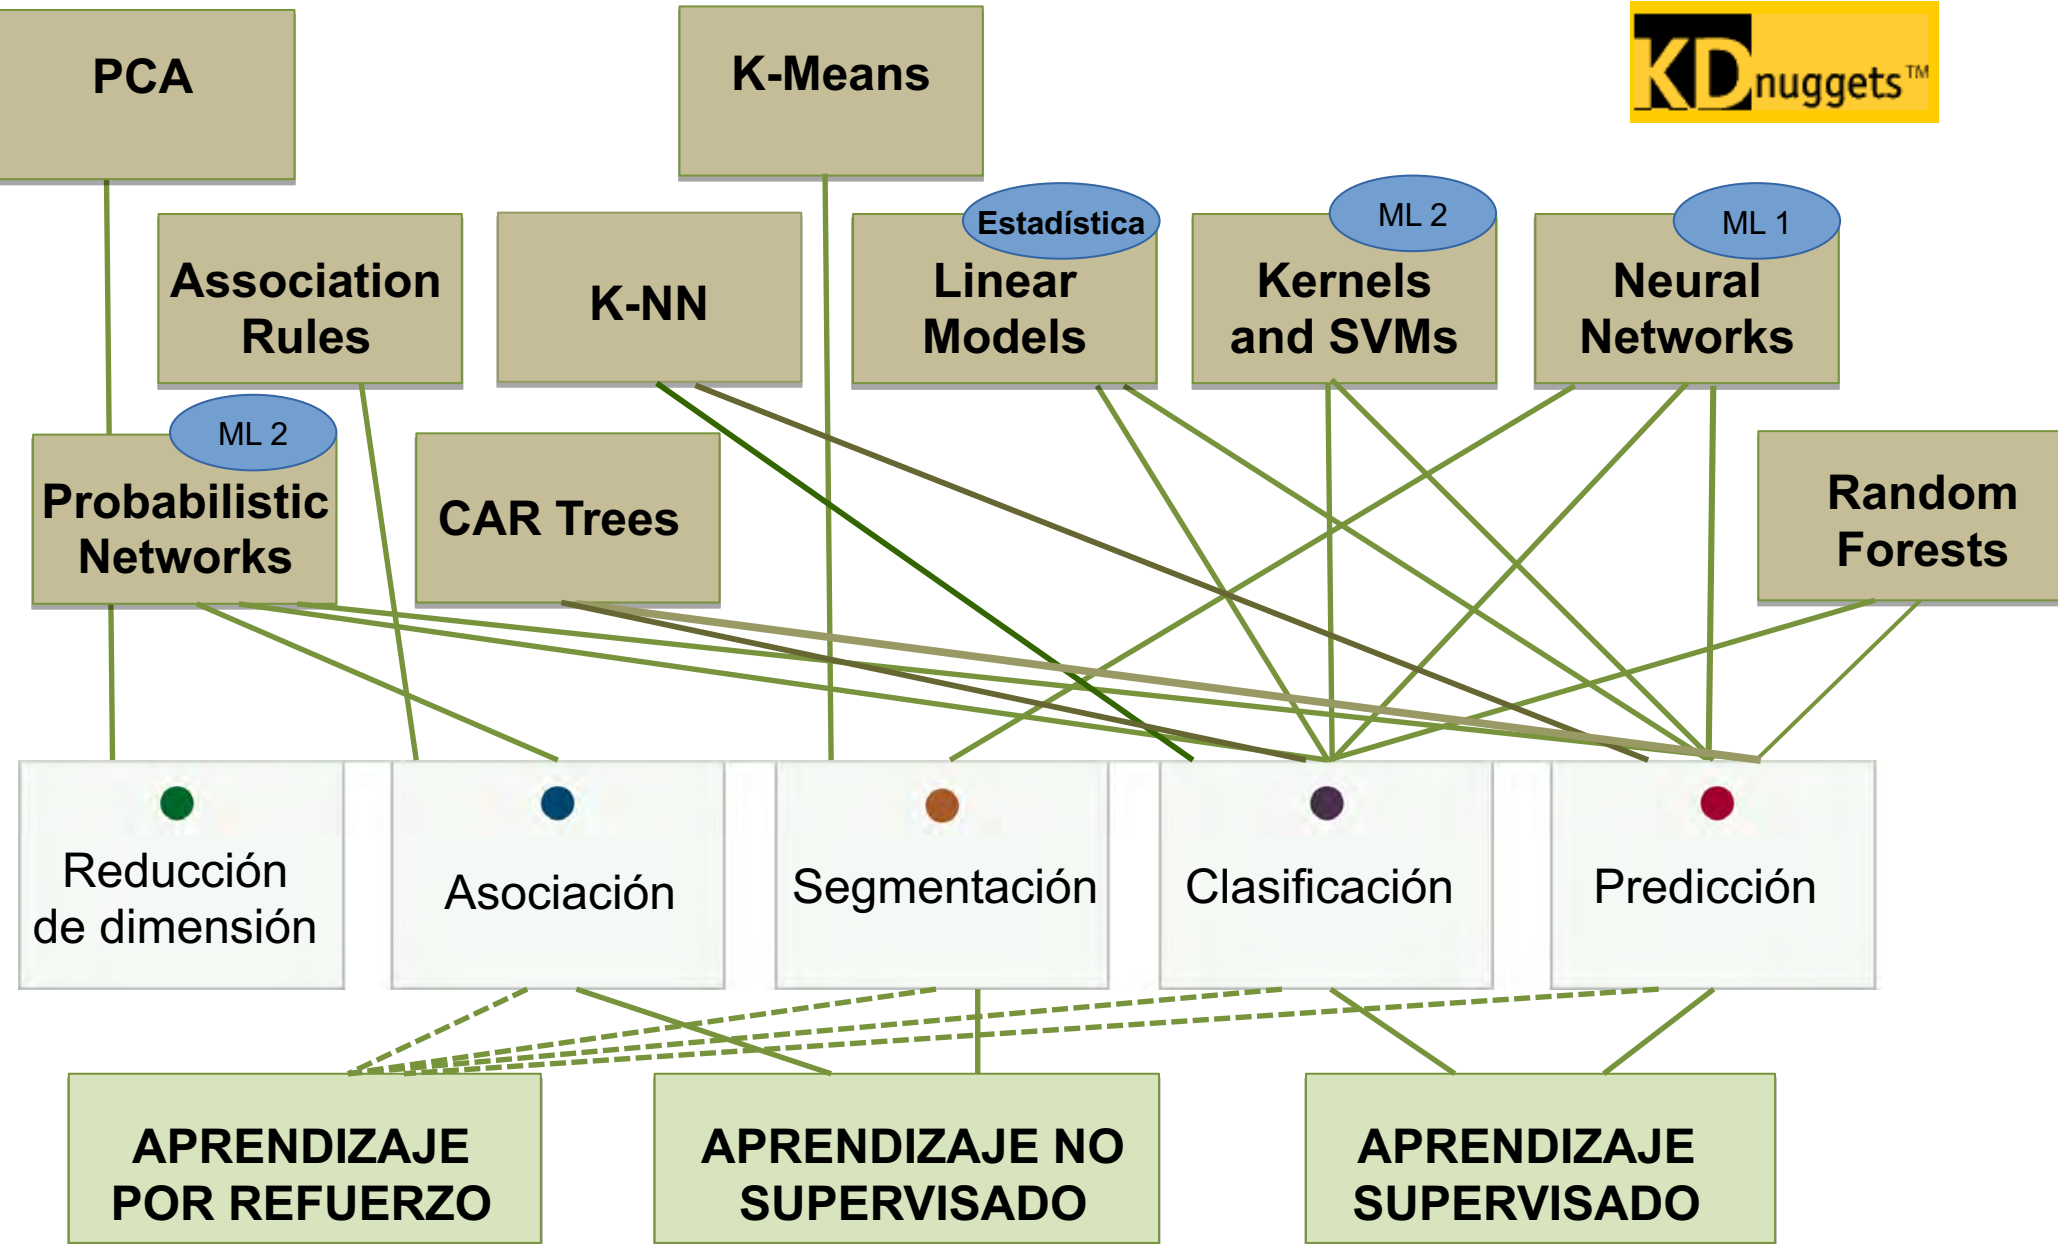 PCA
K-Means
KDnuggets™
Association
Rules
K-NN
Estadística
Linear
Models
ML 2
Kernels
and SVMs
ML 1
Neural
Networks
ML 2
Probabilistic
Networks
CAR Trees
Random
Forests
Reducción
de dimensión
Asociación
Segmentación
Clasificación
Predicción
APRENDIZAJE
POR REFUERZO
APRENDIZAJE NO
SUPERVISADO
APRENDIZAJE
SUPERVISADO